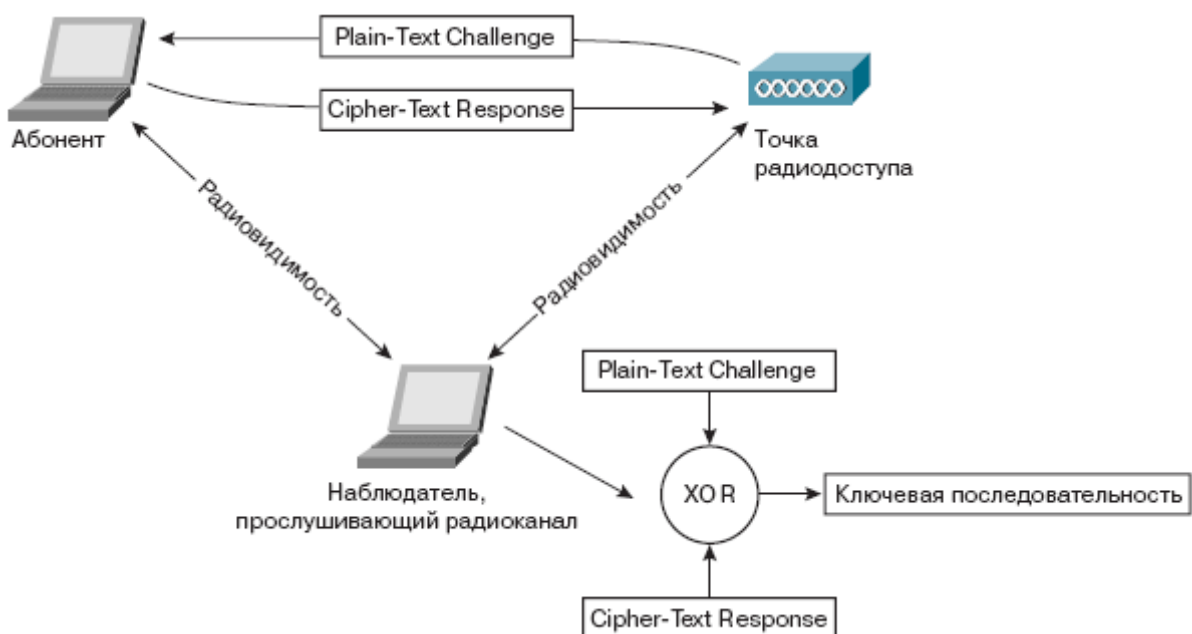 Plain-Text Challenge
Cipher-Text Response
Абонент
Точка
радиодоступа
Радиовидимость
Радиовидимость
Plain-Text Challenge
XOR
Ключевая последовательность
Наблюдатель,
прослушивающий радиоканал
Cipher-Text Response